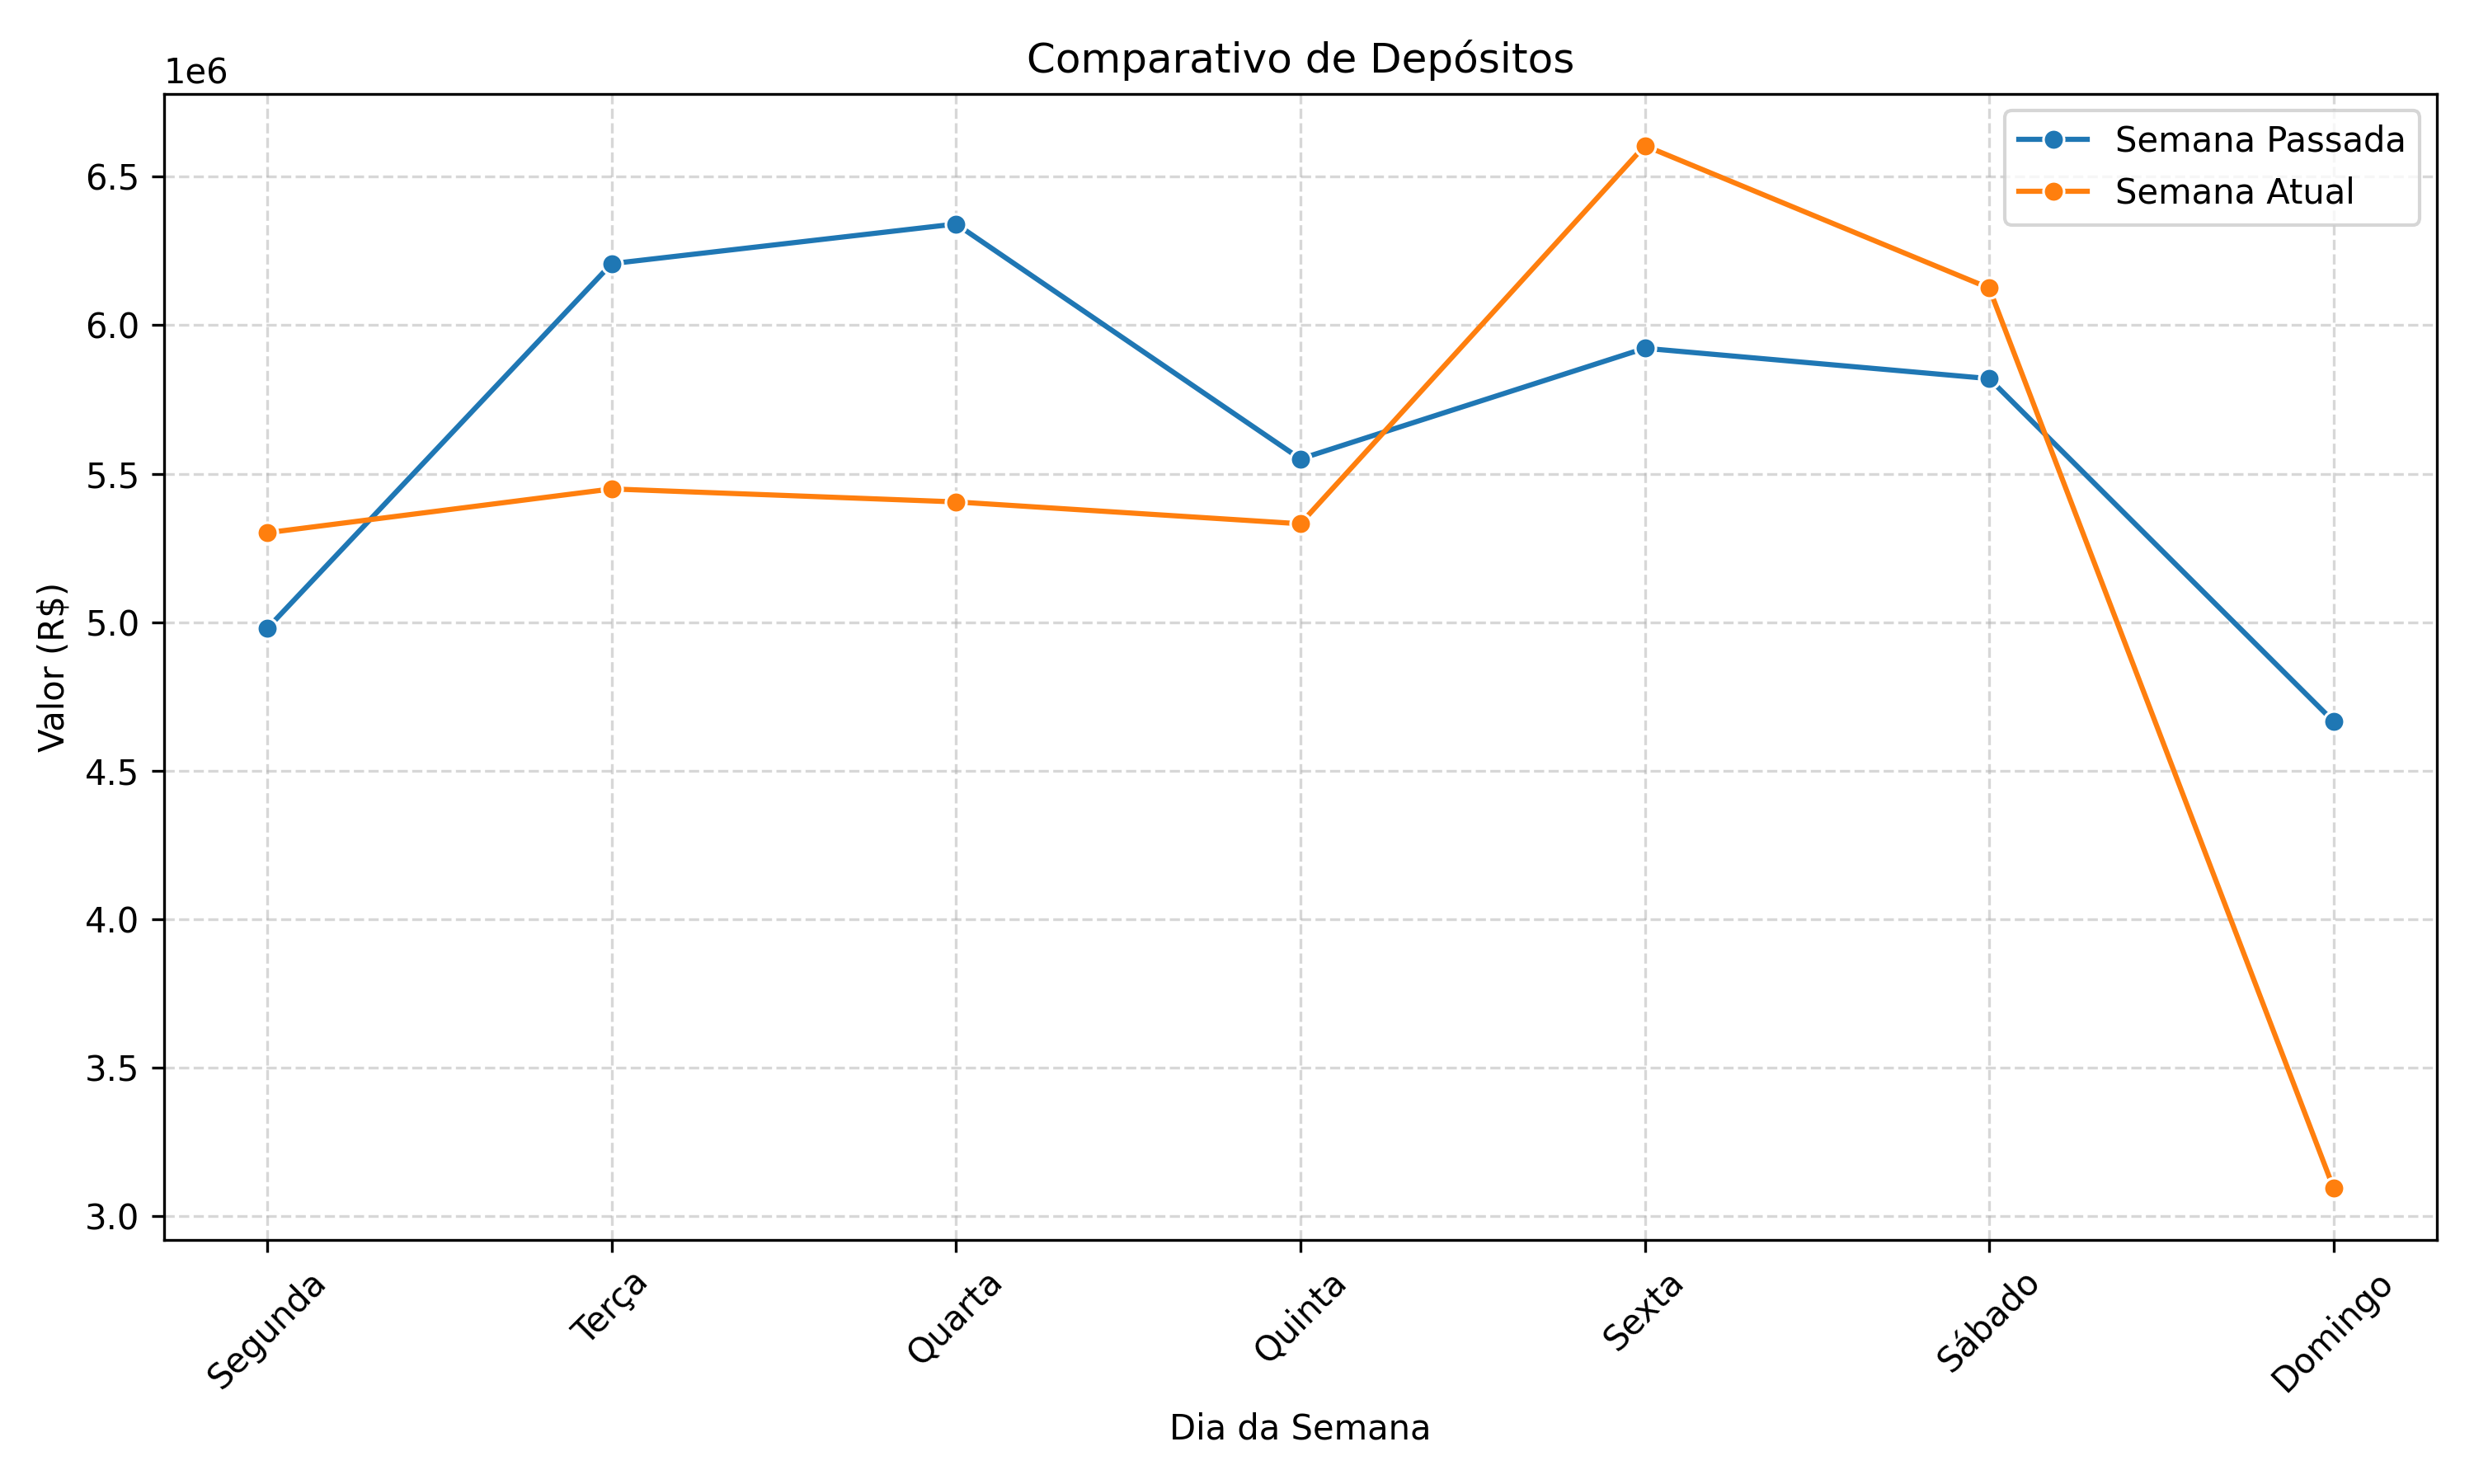 Comparativo de Depósitos
1e6
Semana Passada
Semana Atual
6.5
6.0
5.5
5.0
4.5
4.0
3.5
3.0
Valor (R$)
Segunda
Terça
Quarta
Quinta
Sexta
Sábado
Domingo
Dia da Semana